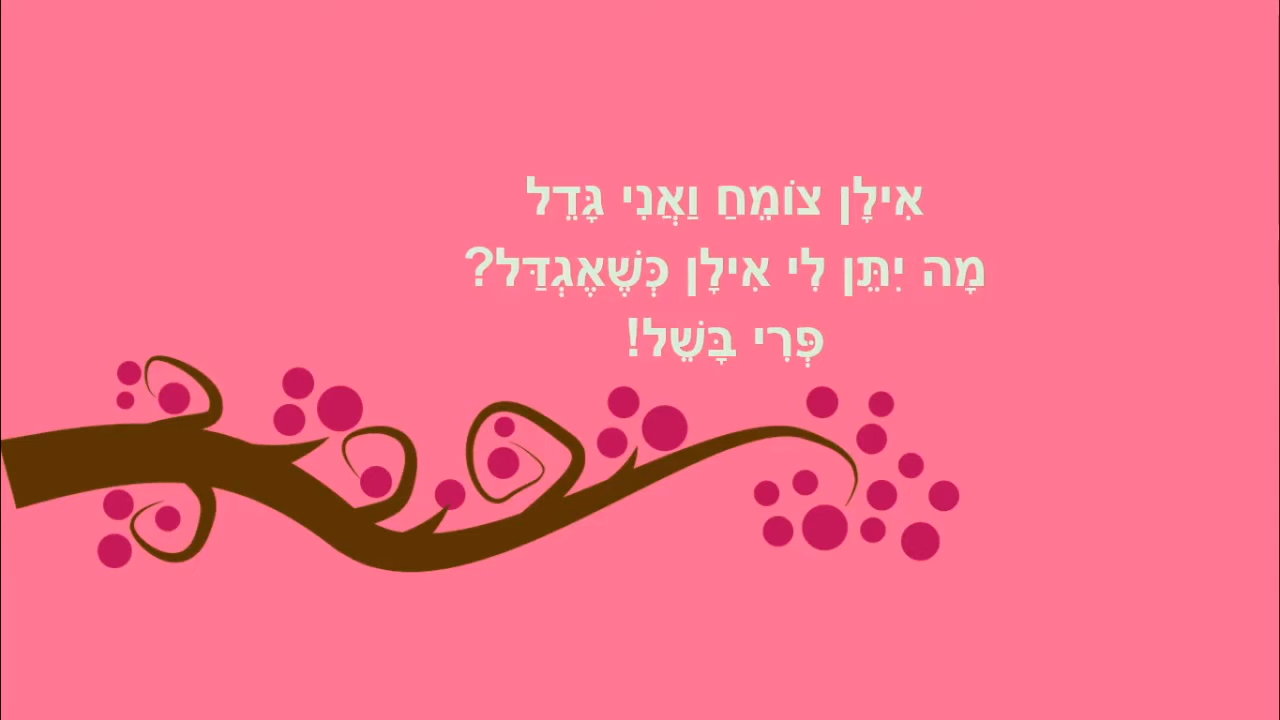 אִילָן צוֹמֵחַ וַאֲנִי גָּדֵל
מָה יִתֵּן לִי אִילָן כְּשֶׁאֶגְדַּל?
פְּרִי בָּשֵׁל!